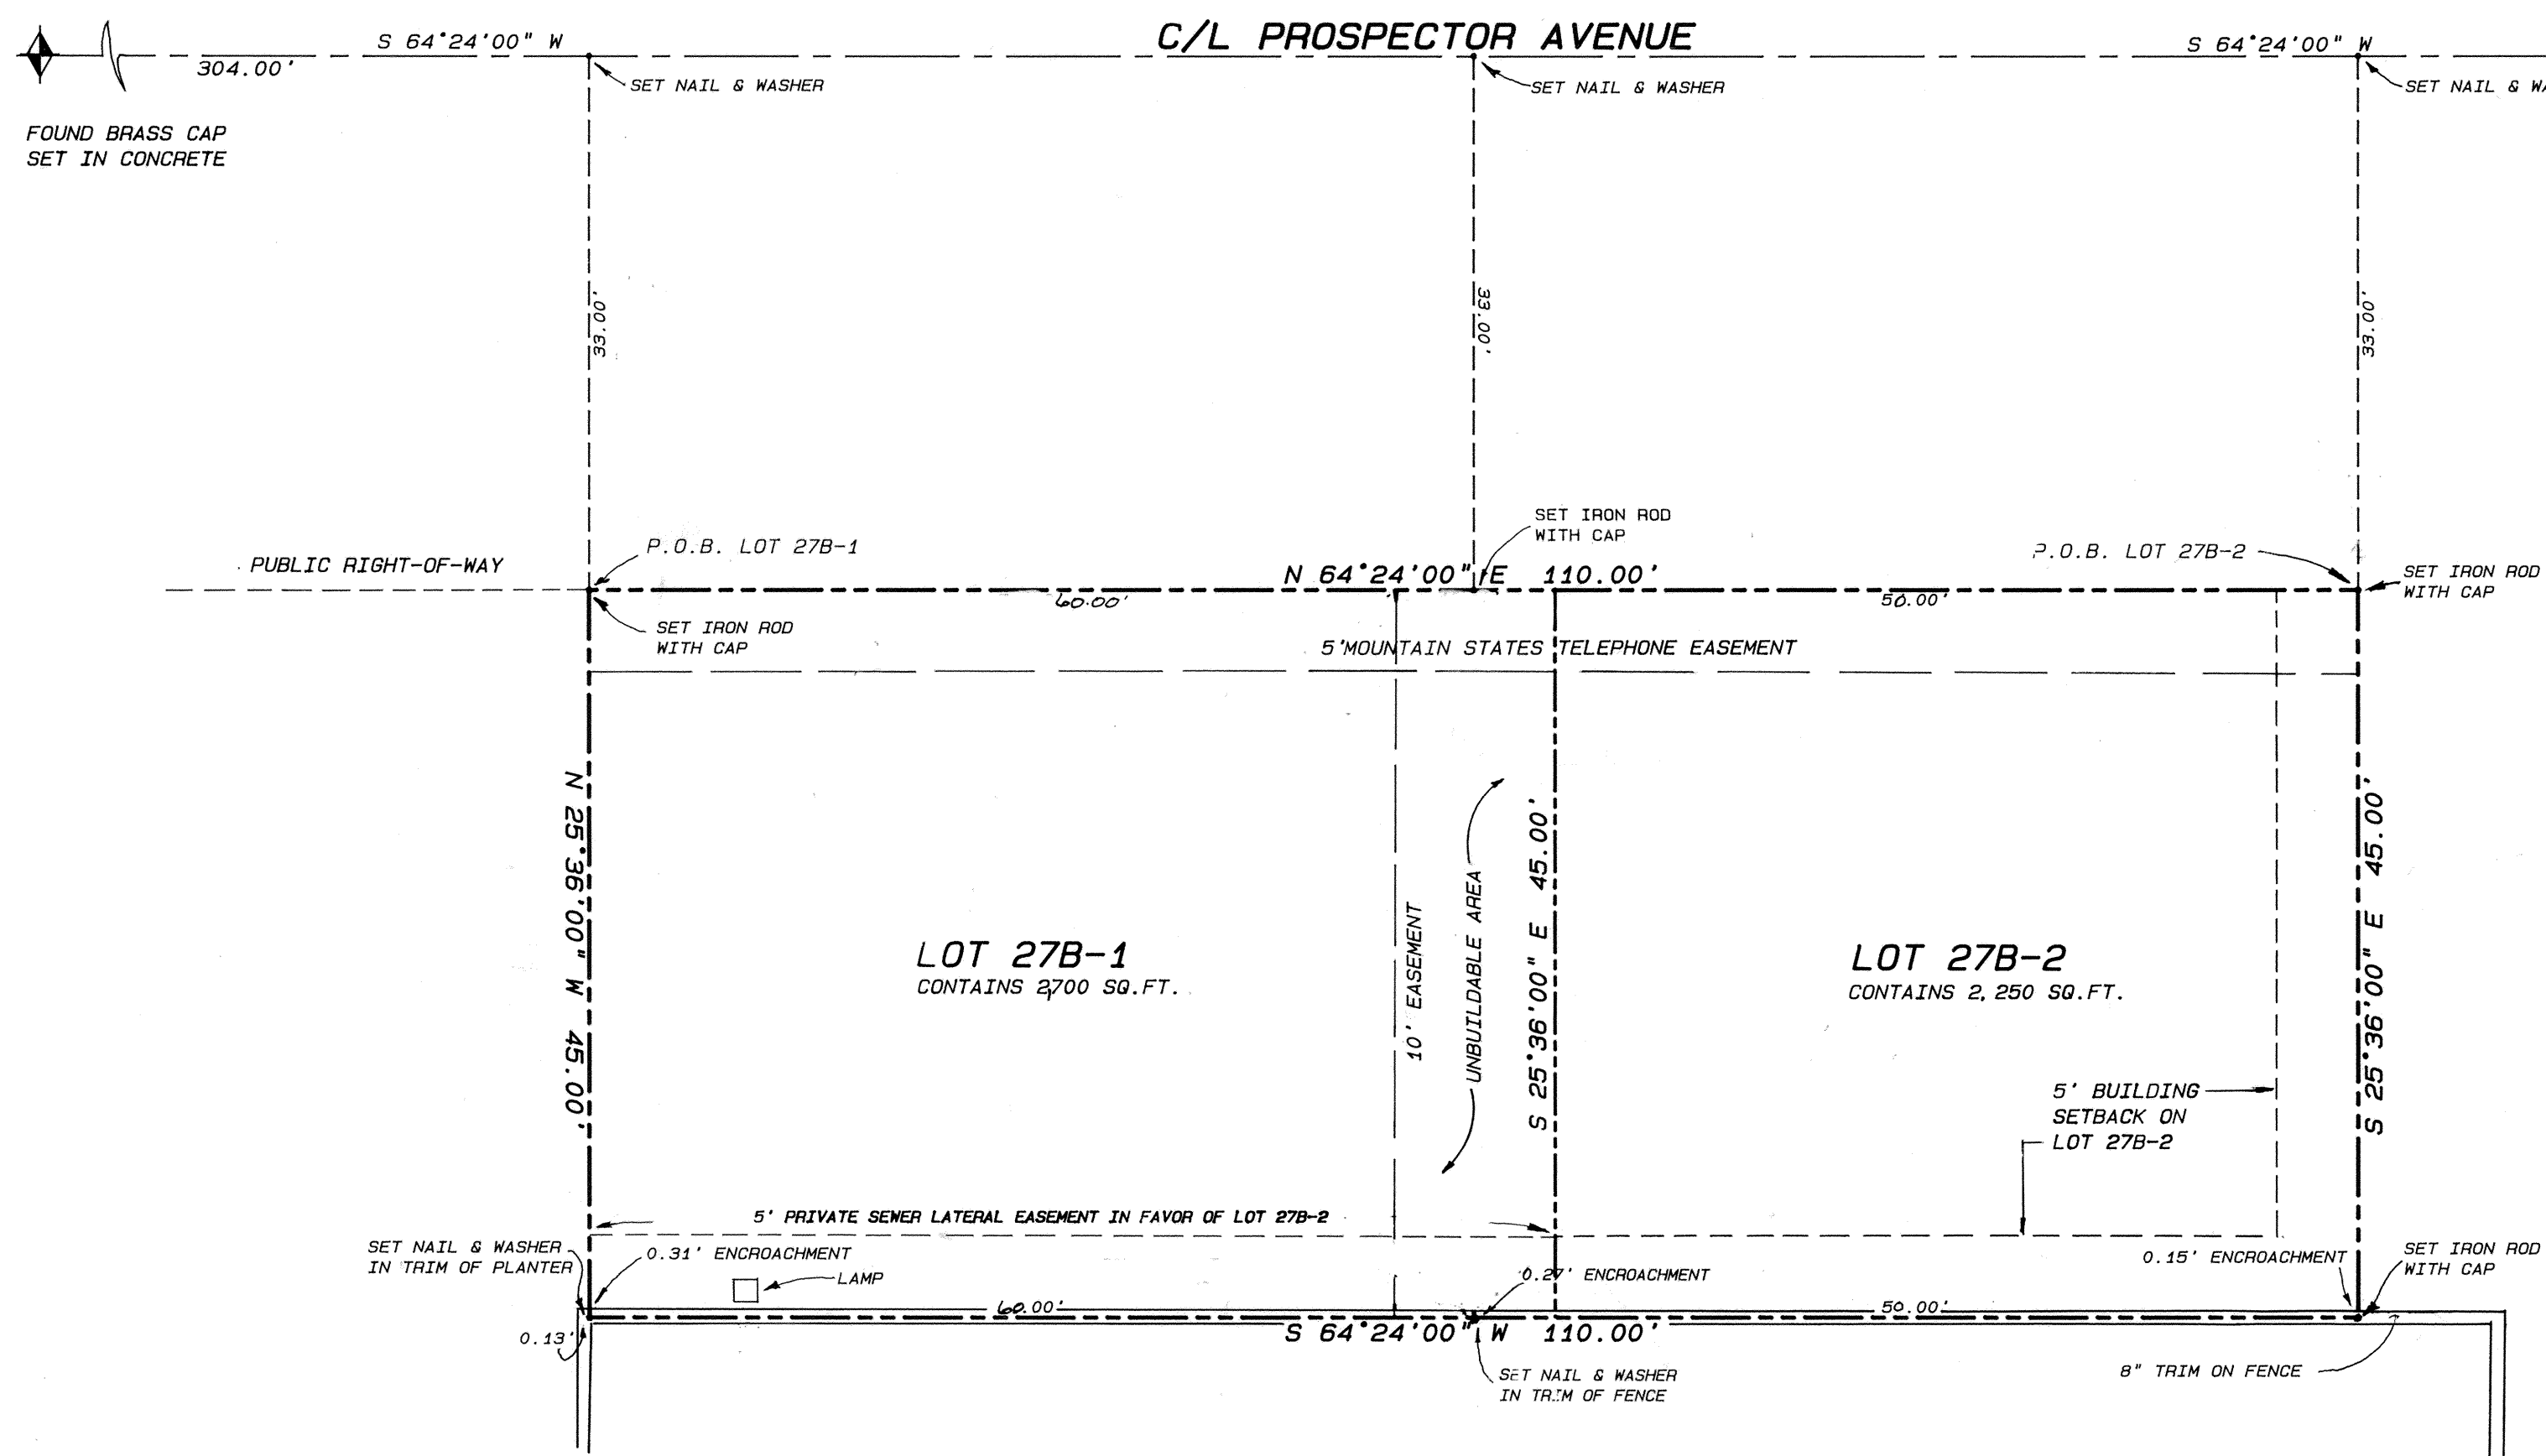 C/L PROSPECTOR AVENUE
S 64°24'00" W
304.00'
S 64°24'00" W
SET NAIL & WASHER
SET NAIL & WASHER
SET NAIL &
FOUND BRASS CAP
SET IN CONCRETE
33.00'
33.00'
33.00'
SET IRON ROD
WITH CAP
P.O.B. LOT 27B-1
P.O.B. LOT 27B-2
PUBLIC RIGHT-OF-WAY
N 64°24'00" E 110.00'
SET IRON ROD
WITH CAP
60.00'
50.00'
SET IRON ROD
WITH CAP
5' MOUNTAIN STATES TELEPHONE EASEMENT
N 25°36'00" W 45.00'
10' EASEMENT
UNBUILDABLE AREA
S 25°36'00" E 45.00'
S 25°36'00" E 45.00'
LOT 27B-1
CONTAINS 2,700 SQ.FT.
LOT 27B-2
CONTAINS 2,250 SQ.FT.
5' BUILDING
SETBACK ON
LOT 27B-2
5' PRIVATE SEWER LATERAL EASEMENT IN FAVOR OF LOT 27B-2
SET NAIL & WASHER
IN TRIM OF PLANTER
0.31' ENCROACHMENT
LAMP
0.27' ENCROACHMENT
0.15' ENCROACHMENT
SET IRON ROD
WITH CAP
60.00'
50.00'
0.13'
S 64°24'00" W 110.00'
SET NAIL & WASHER
IN TRIM OF FENCE
8" TRIM ON FENCE